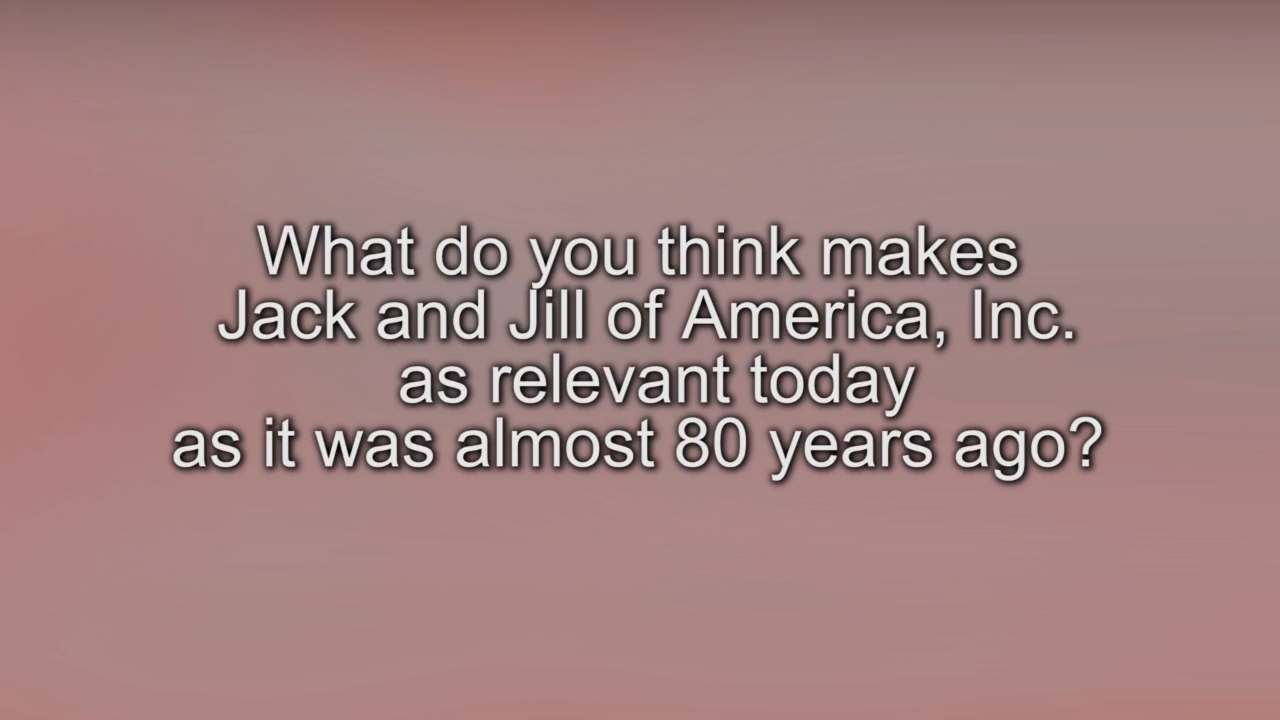 What do you think makes
Jack and Jill of America, Inc.
as relevant today
as it was almost 80 years ago?